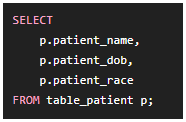 SELECT
    p.patient_name,
    p.patient_dob,
    p.patient_race
FROM table_patient p;